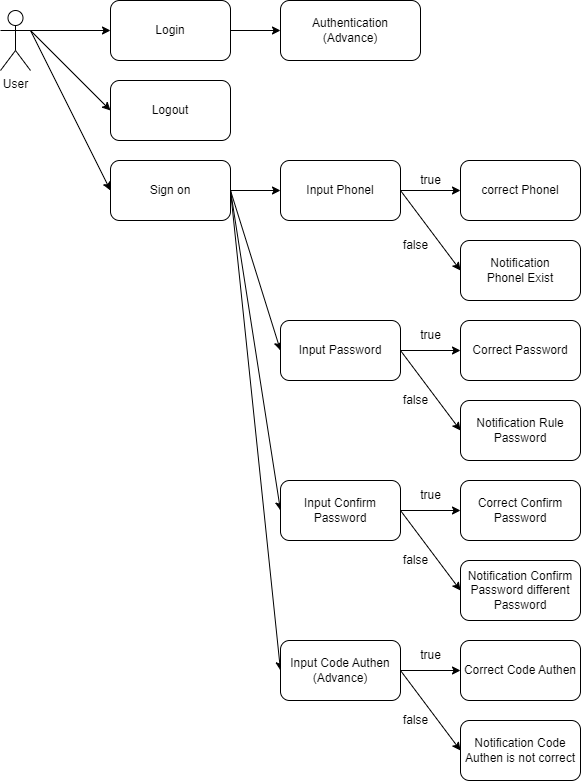 Login
Authentication
(Advance)
User
Logout
Sign on
Input Phonel
true
correct Phonel
false
Notification
Phonel Exist
Input Password
true
Correct Password
false
Notification Rule
Password
Input Confirm
Password
true
Correct Confirm
Password
false
Notification Confirm
Password different
Password
Input Code Authen
(Advance)
true
Correct Code Authen
false
Notification Code
Authen is not correct